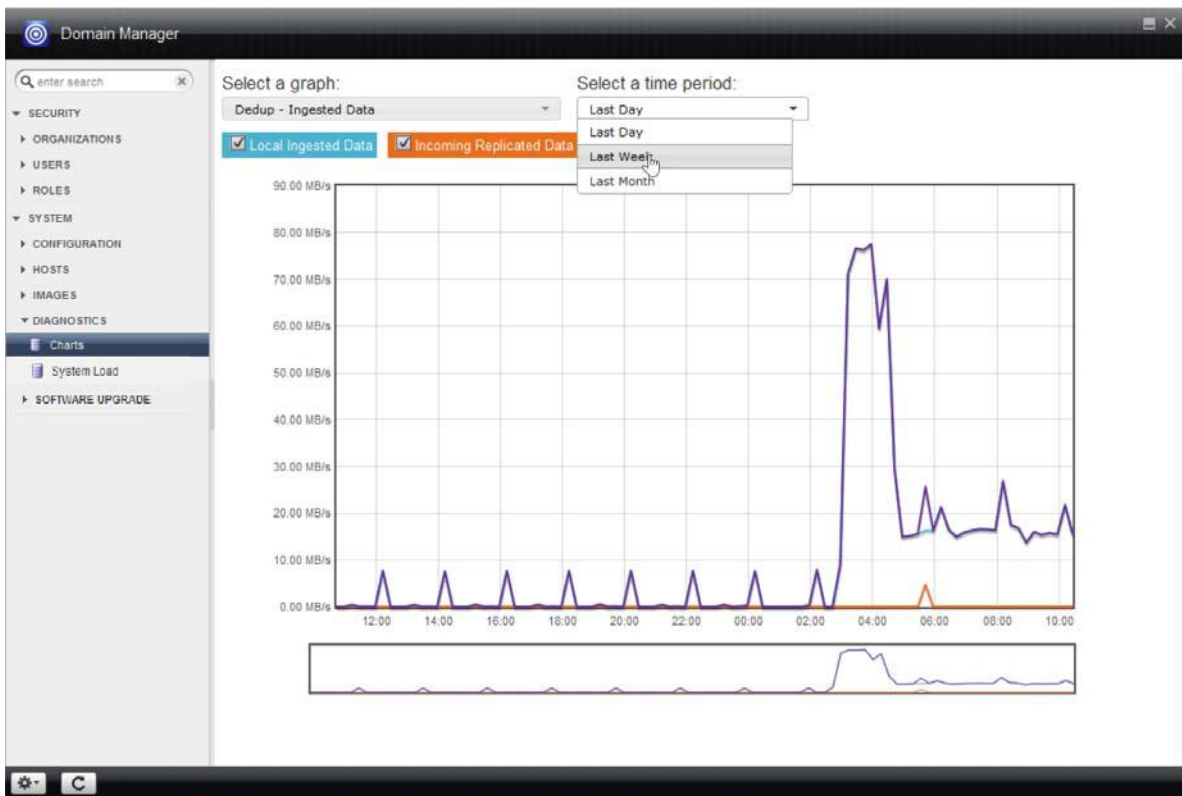 Domain Manager
enter search
SECURITY
ORGANIZATIONS
USERS
ROLES
SYSTEM
CONFIGURATION
HOSTS
IMAGES
DIAGNOSTICS
Charts
System Load
SOFTWARE UPGRADE
Select a graph:
Dedup - Ingested Data
Select a time period:
Last Day
Last Day
Last Week
Last Month
Local Ingested Data
Incoming Replicated Data
90.00 MB/s
80.00 MB/s
70.00 MB/s
60.00 MB/s
50.00 MB/s
40.00 MB/s
30.00 MB/s
20.00 MB/s
10.00 MB/s
0.00 MB/s
12:00 14:00 16:00 18:00 20:00 22:00 00:00 02:00 04:00 06:00 08:00 10:00